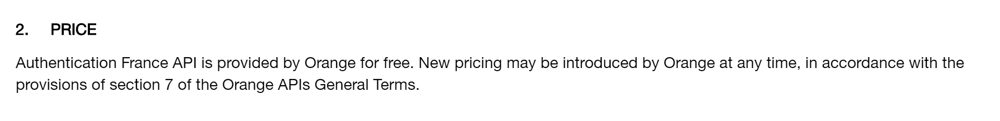 2. PRICE
Authentication France API is provided by Orange for free. New pricing may be introduced by Orange at any time, in accordance with the
provisions of section 7 of the Orange APIs General Terms.